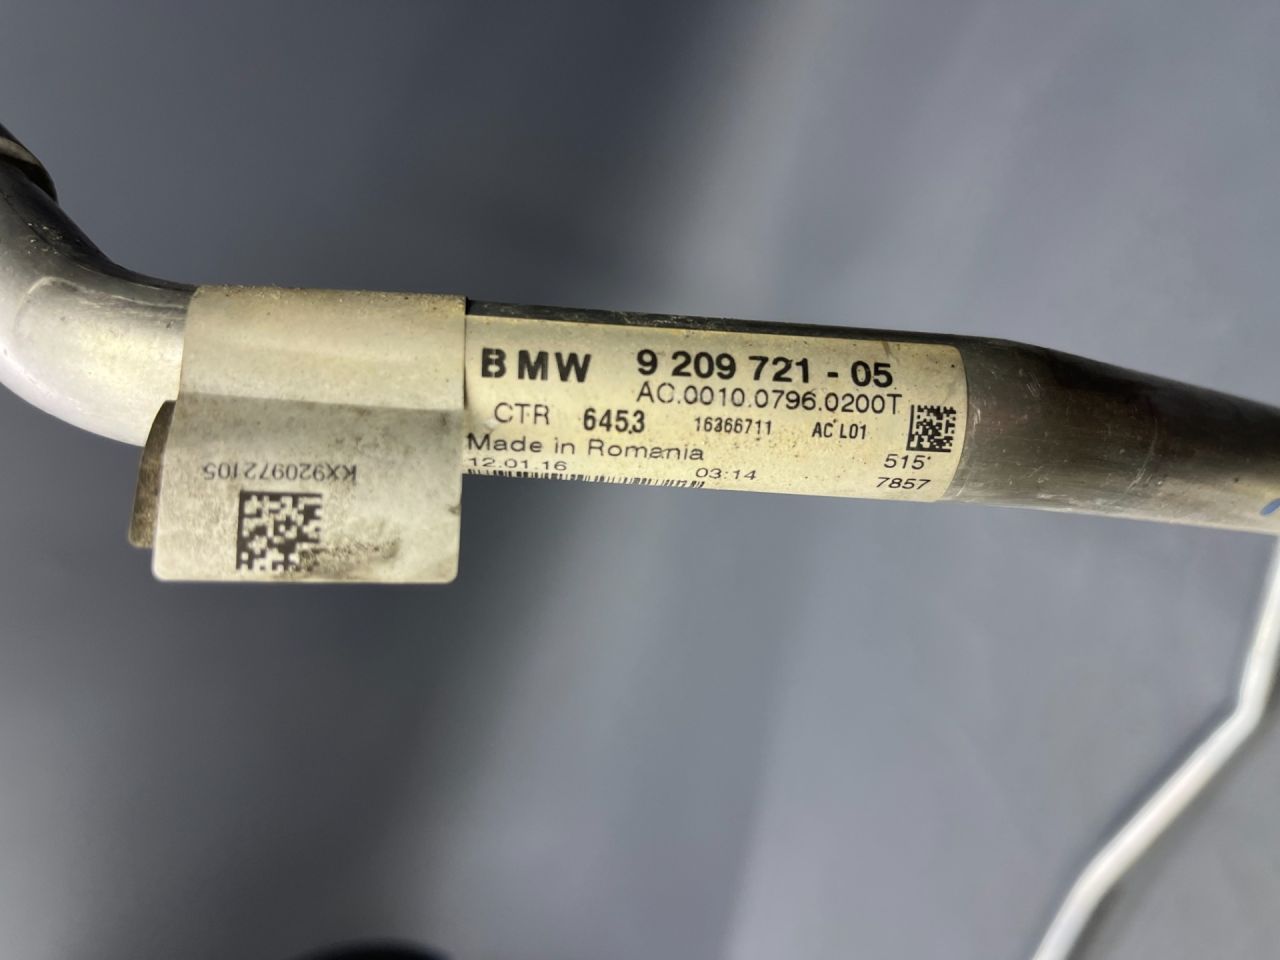 BMW 9 209 721 - 05
AC.0010.0796.0200T
CTR 6453 16366711 AC L01
Made in Romania 515*
12.01.16 03:14 7857
KX920972105